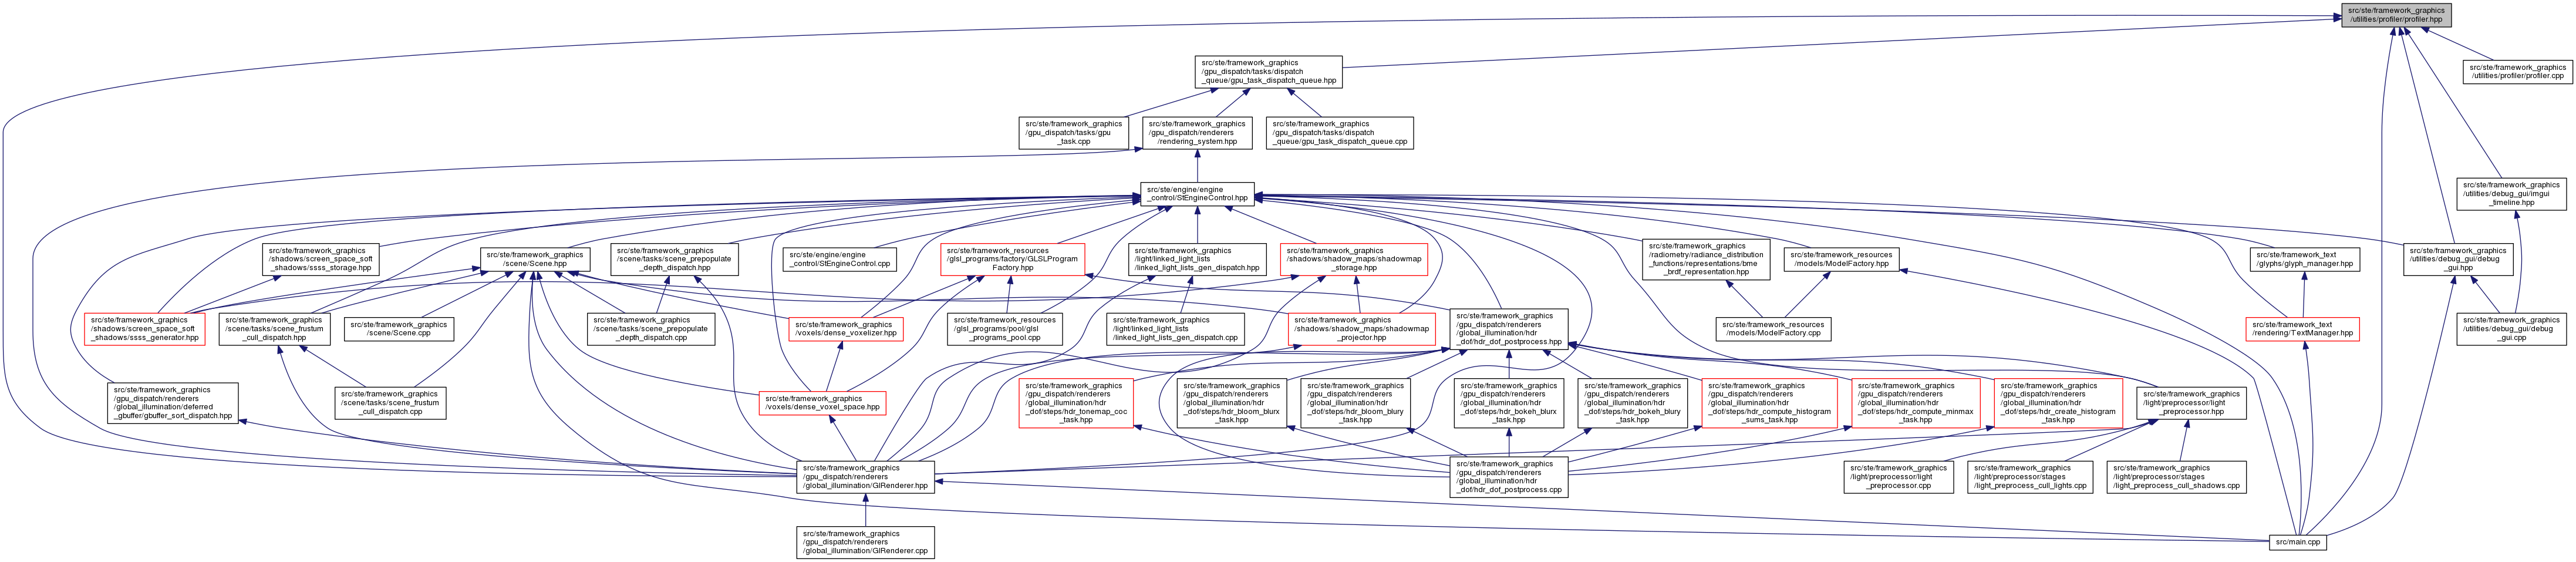 src/ste/framework_graphics
/utilities/profiler/profiler.hpp
src/ste/framework_graphics
/gpu_dispatch/tasks/dispatch
_queue/gpu_task_dispatch_queue.hpp
src/ste/framework_graphics
/utilities/profiler/profiler.cpp
src/ste/framework_graphics
/gpu_dispatch/tasks/gpu
_task.cpp
src/ste/framework_graphics
/gpu_dispatch/renderers
/rendering_system.hpp
src/ste/framework_graphics
/gpu_dispatch/tasks/dispatch
_queue/gpu_task_dispatch_queue.cpp
src/ste/engine/engine
_control/StEngineControl.hpp
src/ste/framework_graphics
/utilities/debug_gui/imgui
_timeline.hpp
src/ste/framework_graphics
/shadows/screen_space_soft
_shadows/ssss_storage.hpp
src/ste/framework_graphics
/scene/Scene.hpp
src/ste/framework_graphics
/scene/tasks/scene_prepopulate
_depth_dispatch.hpp
src/ste/engine/engine
_control/StEngineControl.cpp
src/ste/framework_resources
/glsl_programs/factory/GLSLProgram
Factory.hpp
src/ste/framework_graphics
/light/linked_light_lists
/linked_light_lists_gen_dispatch.hpp
src/ste/framework_graphics
/shadows/shadow_maps/shadowmap
_storage.hpp
src/ste/framework_graphics
/radiometry/radiance_distribution
_functions/representations/bme
_brdf_representation.hpp
src/ste/framework_resources
/models/ModelFactory.hpp
src/ste/framework_text
/glyphs/glyph_manager.hpp
src/ste/framework_graphics
/utilities/debug_gui/debug
_gui.hpp
src/ste/framework_graphics
/shadows/screen_space_soft
_shadows/ssss_generator.hpp
src/ste/framework_graphics
/scene/tasks/scene_frustum
_cull_dispatch.hpp
src/ste/framework_graphics
/scene/Scene.cpp
src/ste/framework_graphics
/scene/tasks/scene_prepopulate
_depth_dispatch.cpp
src/ste/framework_graphics
/voxels/dense_voxelizer.hpp
src/ste/framework_resources
/glsl_programs/pool/glsl
_programs_pool.cpp
src/ste/framework_graphics
/light/linked_light_lists
/linked_light_lists_gen_dispatch.cpp
src/ste/framework_graphics
/shadows/shadow_maps/shadowmap
_projector.hpp
src/ste/framework_graphics
/gpu_dispatch/renderers
/global_illumination/hdr
_dof/hdr_dof_postprocess.hpp
src/ste/framework_resources
/models/ModelFactory.cpp
src/ste/framework_text
/rendering/TextManager.hpp
src/ste/framework_graphics
/utilities/debug_gui/debug
_gui.cpp
src/ste/framework_graphics
/gpu_dispatch/renderers
/global_illumination/deferred
_gbuffer/gbuffer_sort_dispatch.hpp
src/ste/framework_graphics
/scene/tasks/scene_frustum
_cull_dispatch.cpp
src/ste/framework_graphics
/voxels/dense_voxel_space.hpp
src/ste/framework_graphics
/gpu_dispatch/renderers
/global_illumination/hdr
_dof/steps/hdr_tonemap_coc
_task.hpp
src/ste/framework_graphics
/gpu_dispatch/renderers
/global_illumination/hdr
_dof/steps/hdr_bloom_blurx
_task.hpp
src/ste/framework_graphics
/gpu_dispatch/renderers
/global_illumination/hdr
_dof/steps/hdr_bloom_blury
_task.hpp
src/ste/framework_graphics
/gpu_dispatch/renderers
/global_illumination/hdr
_dof/steps/hdr_bokeh_blurx
_task.hpp
src/ste/framework_graphics
/gpu_dispatch/renderers
/global_illumination/hdr
_dof/steps/hdr_bokeh_blury
_task.hpp
src/ste/framework_graphics
/gpu_dispatch/renderers
/global_illumination/hdr
_dof/steps/hdr_compute_histogram
_sums_task.hpp
src/ste/framework_graphics
/gpu_dispatch/renderers
/global_illumination/hdr
_dof/steps/hdr_compute_minmax
_task.hpp
src/ste/framework_graphics
/gpu_dispatch/renderers
/global_illumination/hdr
_dof/steps/hdr_create_histogram
_task.hpp
src/ste/framework_graphics
/light/preprocessor/light
_preprocessor.hpp
src/ste/framework_graphics
/gpu_dispatch/renderers
/global_illumination/GIRenderer.hpp
src/ste/framework_graphics
/gpu_dispatch/renderers
/global_illumination/hdr
_dof/hdr_dof_postprocess.cpp
src/ste/framework_graphics
/light/preprocessor/light
_preprocessor.cpp
src/ste/framework_graphics
/light/preprocessor/stages
/light_preprocess_cull_lights.cpp
src/ste/framework_graphics
/light/preprocessor/stages
/light_preprocess_cull_shadows.cpp
src/ste/framework_graphics
/gpu_dispatch/renderers
/global_illumination/GIRenderer.cpp
src/main.cpp